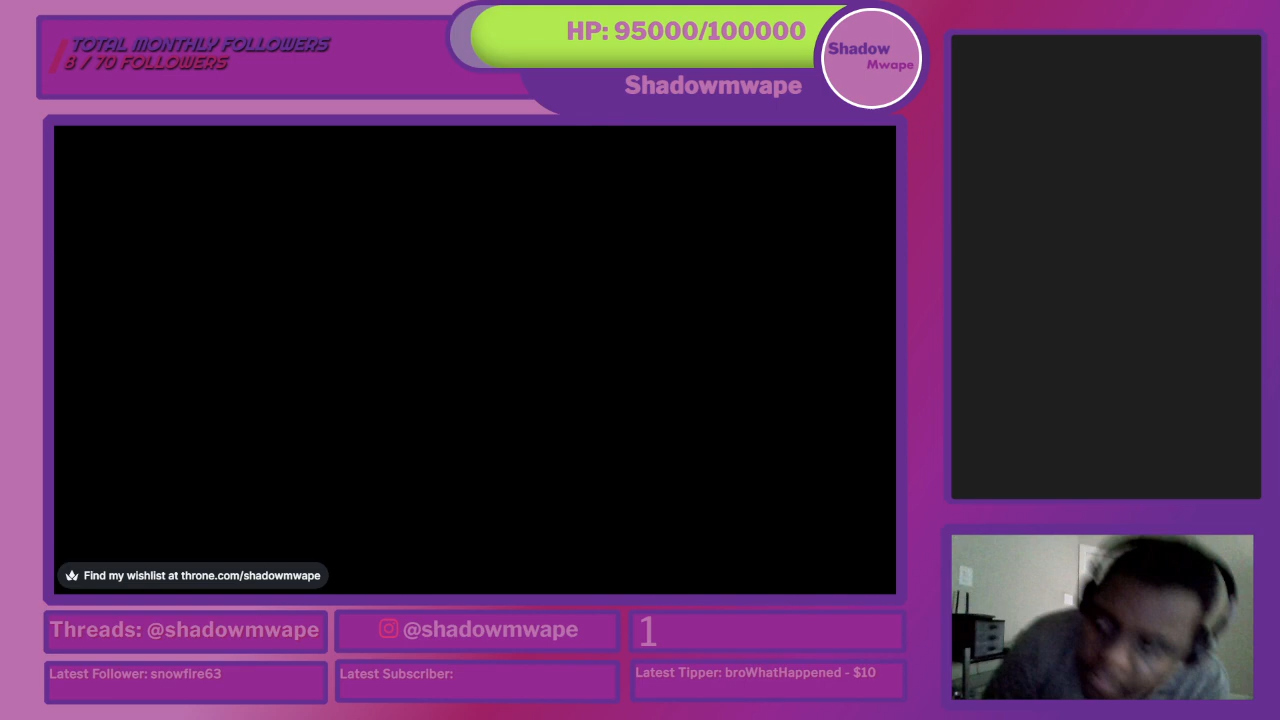 TOTAL MONTHLY FOLLOWERS
8 / 70 FOLLOWERS
HP: 95000/100000
Shadowmwape
Shadow
Mwape
Find my wishlist at throne.com/shadowmwape
Threads: @shadowmwape
@shadowmwape
1
Latest Follower: snowfire63
Latest Subscriber:
Latest Tipper: broWhatHappened - $10